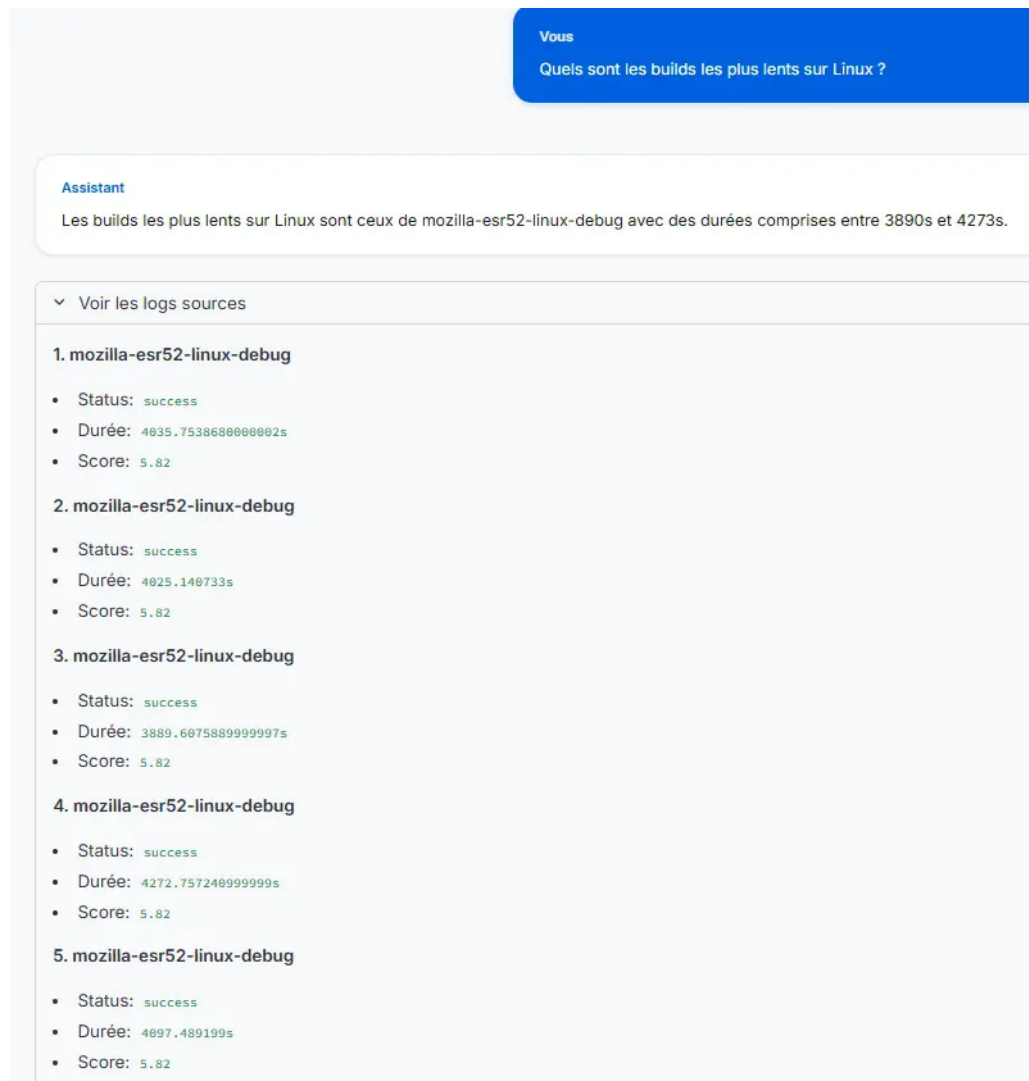 Vous
Quels sont les builds les plus lents sur Linux ?
Assistant
Les builds les plus lents sur Linux sont ceux de mozilla-esr52-linux-debug avec des durées comprises entre 3890s et 4273s.
Voir les logs sources
1. mozilla-esr52-linux-debug
• Status: success
• Durée: 4035.7538680000002s
• Score: 5.82
2. mozilla-esr52-linux-debug
• Status: success
• Durée: 4025.140733s
• Score: 5.82
3. mozilla-esr52-linux-debug
• Status: success
• Durée: 3889.6075889999997s
• Score: 5.82
4. mozilla-esr52-linux-debug
• Status: success
• Durée: 4272.757240999999s
• Score: 5.82
5. mozilla-esr52-linux-debug
• Status: success
• Durée: 4097.489199s
• Score: 5.82